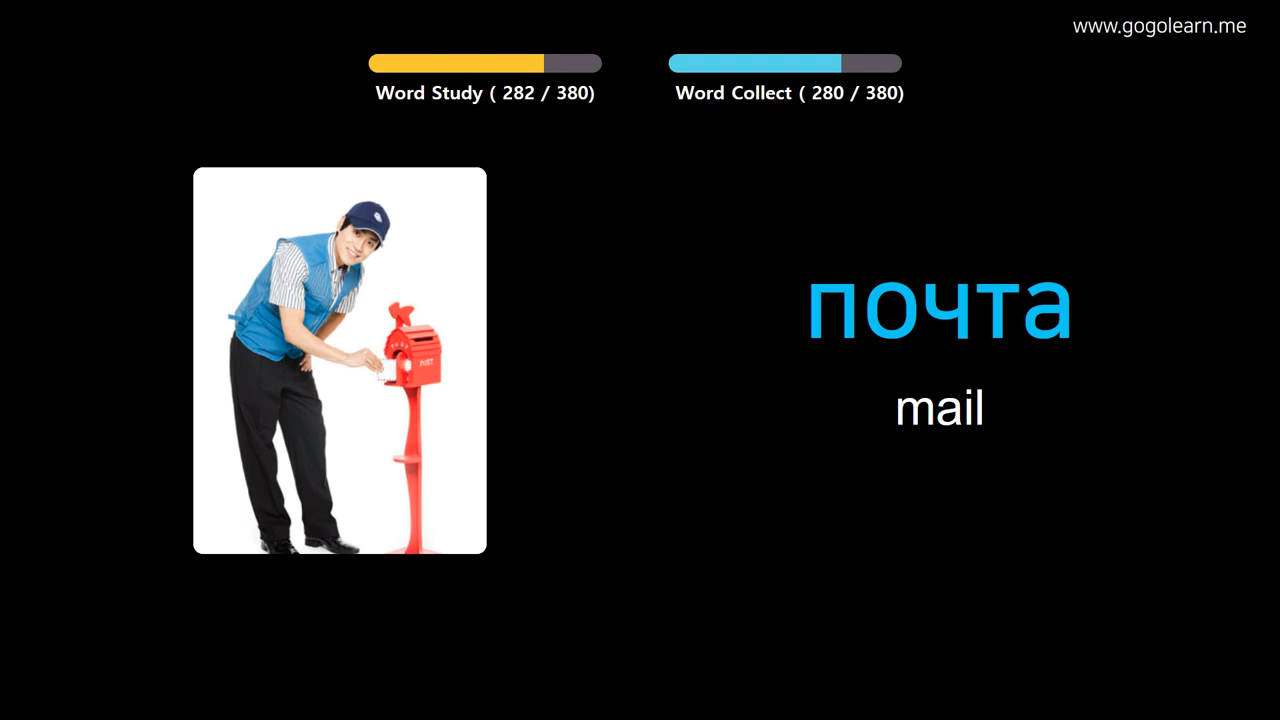 www.gogolearn.me
Word Study ( 282 / 380)
Word Collect ( 280 / 380)
почта
mail
POST